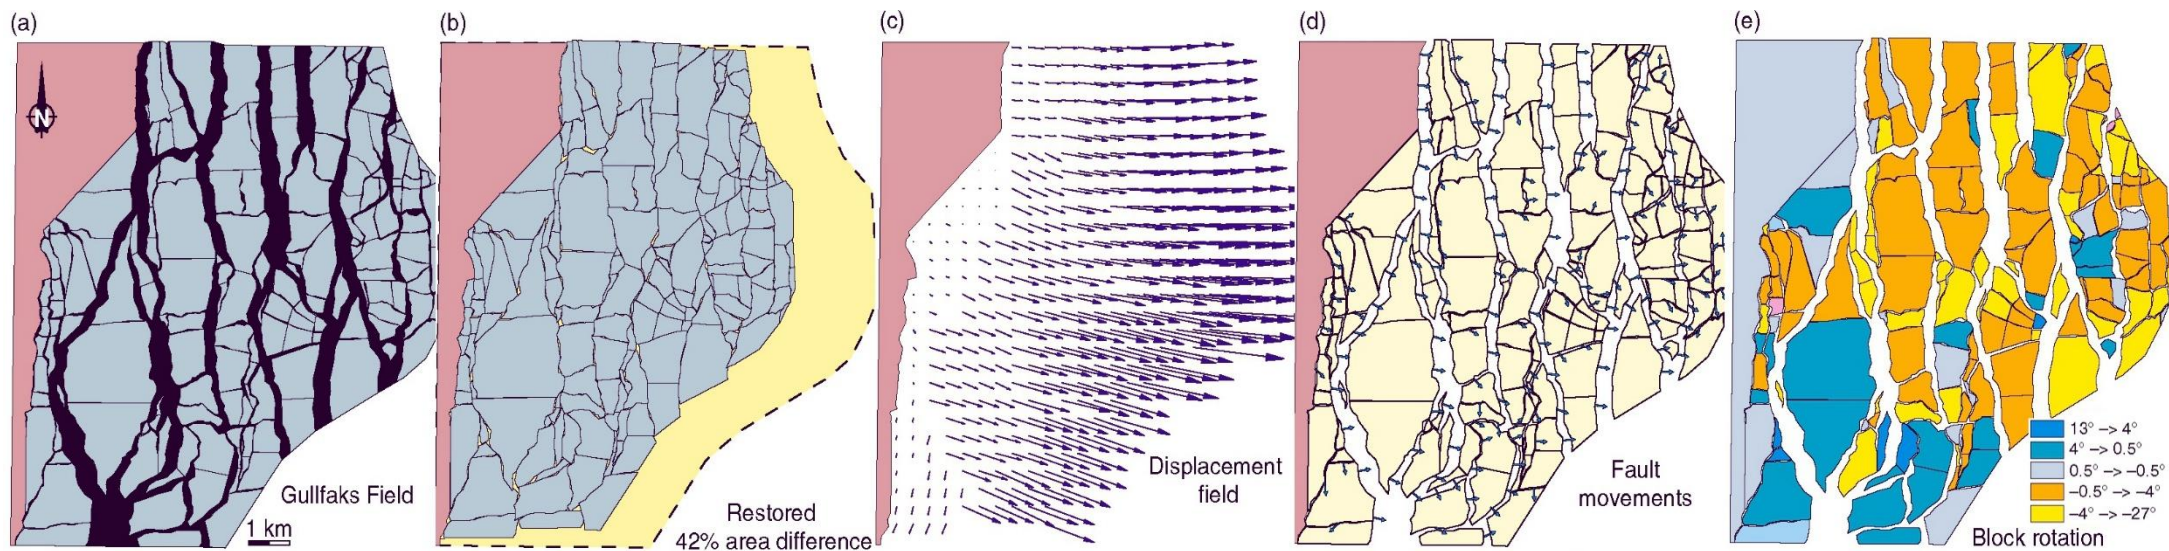 (a)
N
Gullfaks Field
1 km
(b)
Restored
42% area difference
(c)
Displacement
field
(d)
Fault
movements
(e)
13° -> 4°
4° -> 0.5°
0.5° -> -0.5°
-0.5° -> -4°
-4° -> -27°
Block rotation